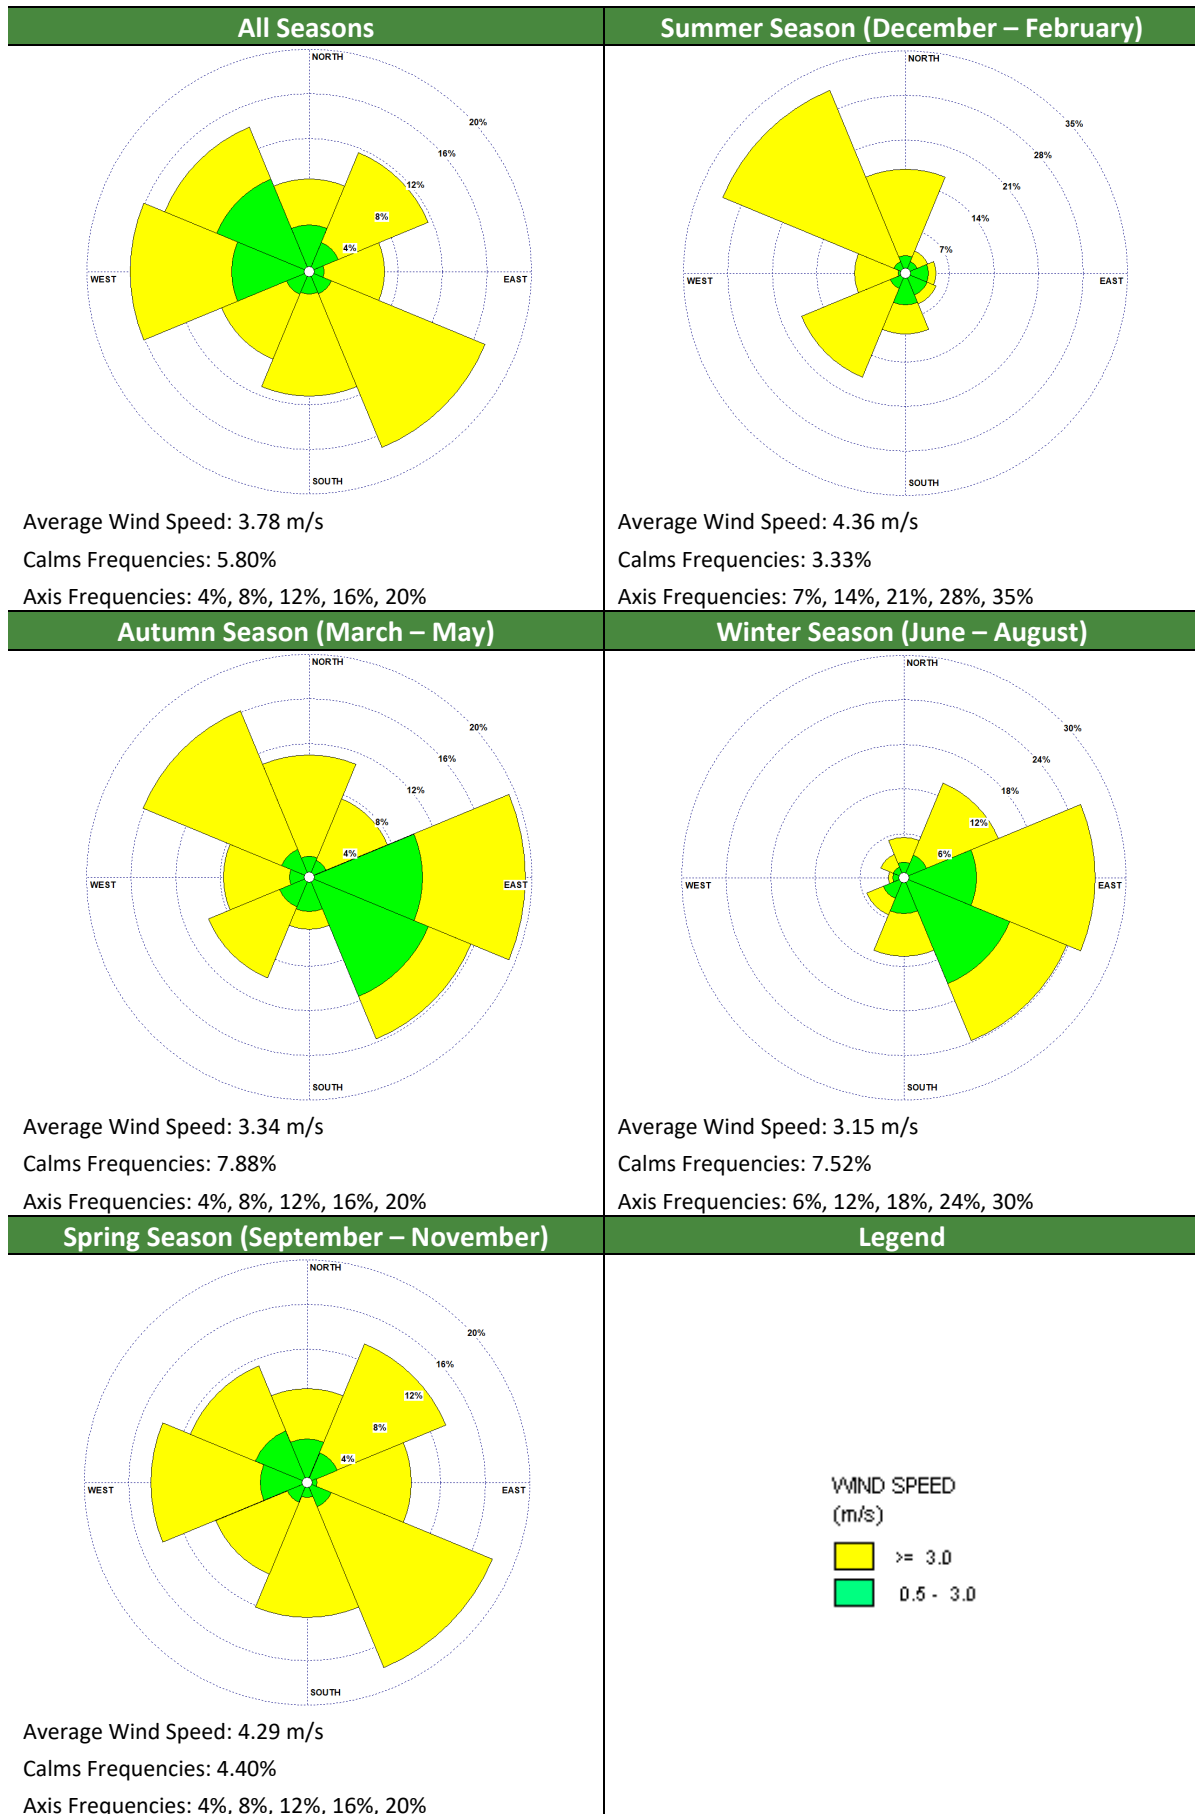 All Seasons
NORTH
20%
16%
12%
8%
4%
WEST
EAST
SOUTH
Average Wind Speed: 3.78 m/s
Calms Frequencies: 5.80%
Axis Frequencies: 4%, 8%, 12%, 16%, 20%
Summer Season (December – February)
NORTH
35%
28%
21%
14%
7%
WEST
EAST
SOUTH
Average Wind Speed: 4.36 m/s
Calms Frequencies: 3.33%
Axis Frequencies: 7%, 14%, 21%, 28%, 35%
Autumn Season (March – May)
NORTH
20%
16%
12%
8%
4%
WEST
EAST
SOUTH
Average Wind Speed: 3.34 m/s
Calms Frequencies: 7.88%
Axis Frequencies: 4%, 8%, 12%, 16%, 20%
Winter Season (June – August)
NORTH
30%
24%
18%
12%
6%
WEST
EAST
SOUTH
Average Wind Speed: 3.15 m/s
Calms Frequencies: 7.52%
Axis Frequencies: 6%, 12%, 18%, 24%, 30%
Spring Season (September – November)
NORTH
20%
16%
12%
8%
4%
WEST
EAST
SOUTH
Average Wind Speed: 4.29 m/s
Calms Frequencies: 4.40%
Axis Frequencies: 4%, 8%, 12%, 16%, 20%
Legend
WIND SPEED
(m/s)
>= 3.0
0.5 - 3.0